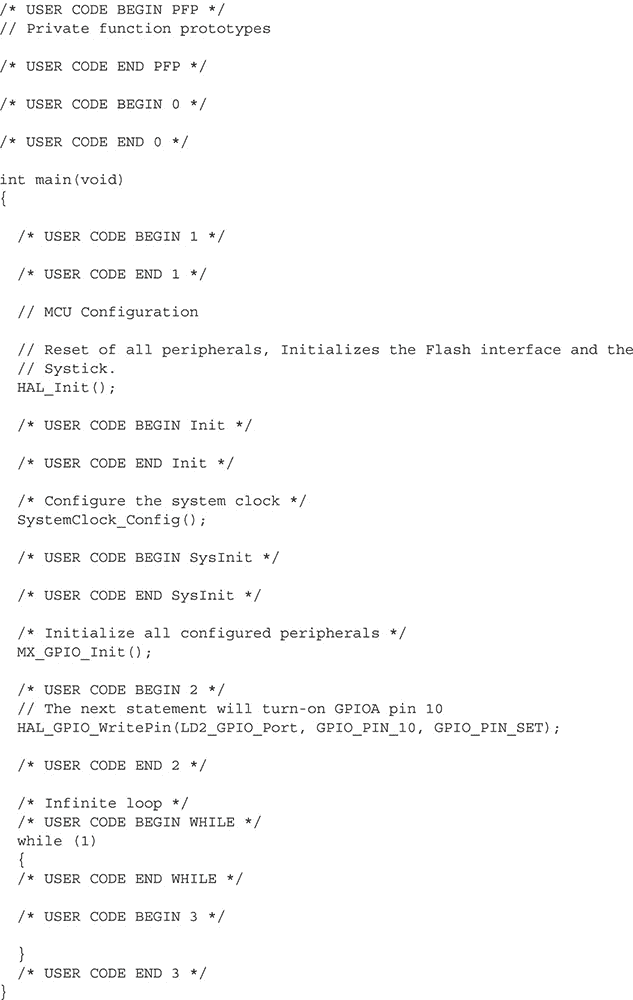 /* USER CODE BEGIN PFP */
// Private function prototypes
/* USER CODE END PFP */
/* USER CODE BEGIN 0 */
/* USER CODE END 0 */
int main(void)
{
/* USER CODE BEGIN 1 */
/* USER CODE END 1 */
// MCU Configuration
// Reset of all peripherals, Initializes the Flash interface and the
// Systick.
HAL_Init();
/* USER CODE BEGIN Init */
/* USER CODE END Init */
/* Configure the system clock */
SystemClock_Config();
/* USER CODE BEGIN SysInit */
/* USER CODE END SysInit */
/* Initialize all configured peripherals */
MX_GPIO_Init();
/* USER CODE BEGIN 2 */
// The next statement will turn-on GPIOA pin 10
HAL_GPIO_WritePin(LD2_GPIO_Port, GPIO_PIN_10, GPIO_PIN_SET);
/* USER CODE END 2 */
/* Infinite loop */
/* USER CODE BEGIN WHILE */
while (1)
{
/* USER CODE END WHILE */
/* USER CODE BEGIN 3 */
}
/* USER CODE END 3 */
}